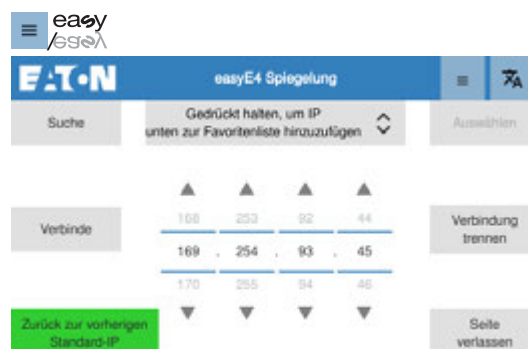 easy
EATON
easyE4 Spiegelung
Suche
Gedrückt halten, um IP
unten zur Favoritenliste hinzuzufügen
Auswählen
168 253 92 44
Verbinde
169 . 254 . 93 . 45
Verbindung
trennen
170 255 94 46
Zurück zur vorherigen
Standard-IP
Seite
verlassen